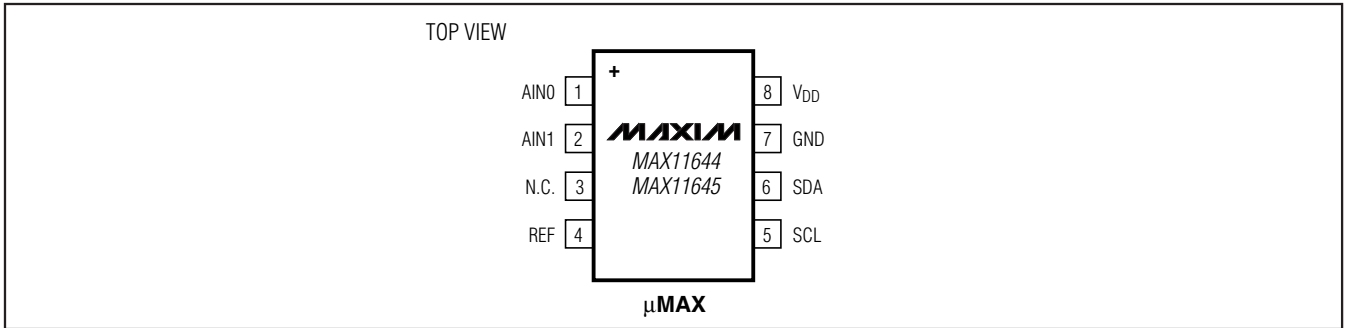 TOP VIEW
+
AIN0 1
8 VDD
AIN1 2
MAXIM
7 GND
MAX11644
N.C. 3
MAX11645
6 SDA
REF 4
5 SCL
μMAX